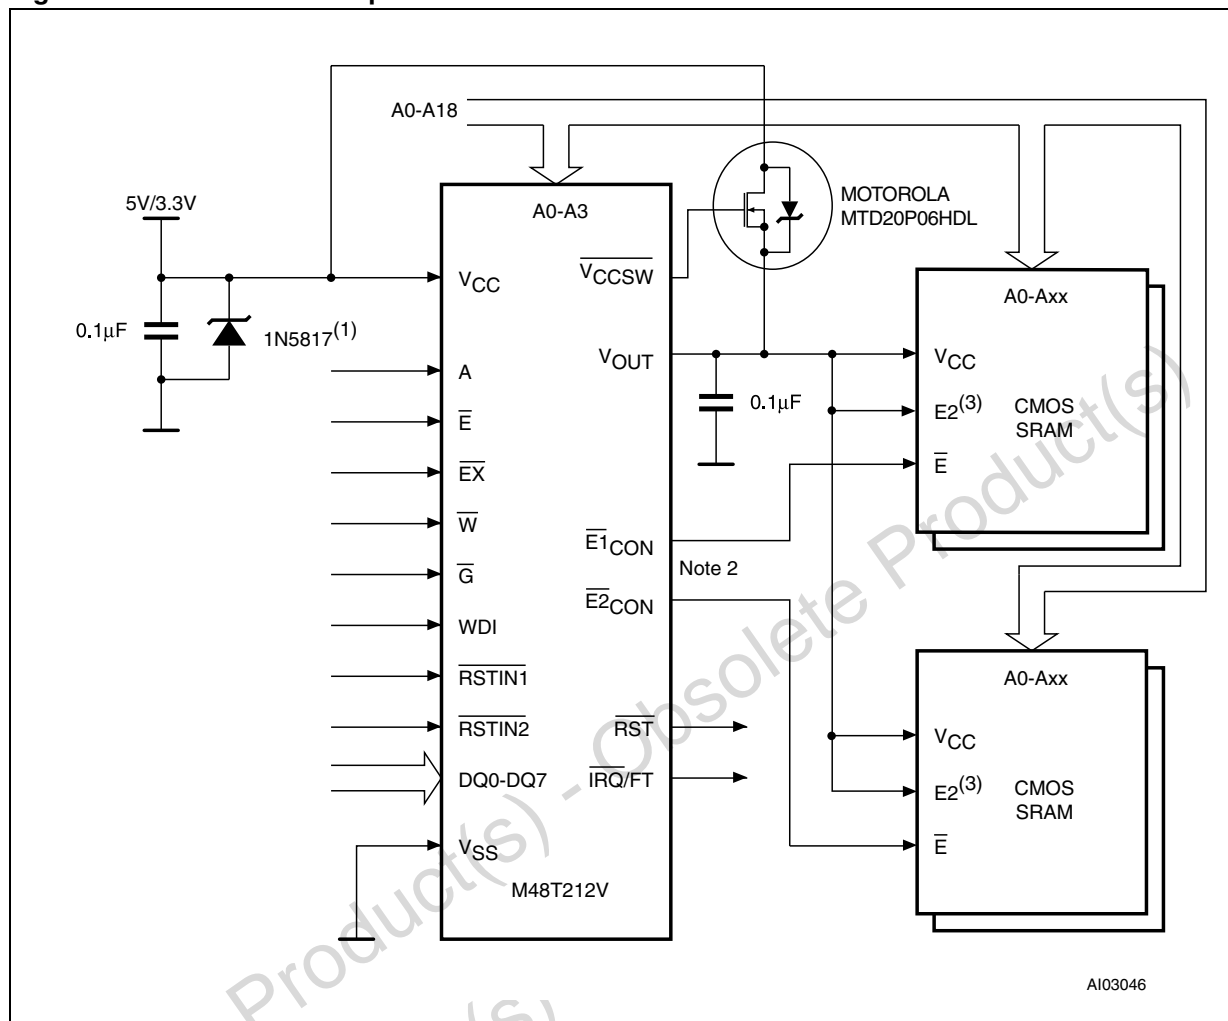 A0-A18
5V/3.3V
A0-A3
MOTOROLA
MTD20P06HDL
VCC
VCCSW
A0-Axx
0.1µF
1N5817(1)
VOUT
VCC
A
0.1µF
E2(3)
CMOS
SRAM
E
E
EX
W
E1CON
Note 2
G
E2CON
WDI
RSTIN1
A0-Axx
RSTIN2
RST
VCC
DQ0-DQ7
IRQ/FT
E2(3)
CMOS
SRAM
VSS
E
M48T212V
AI03046
Product(s) - Obsolete Product(s)